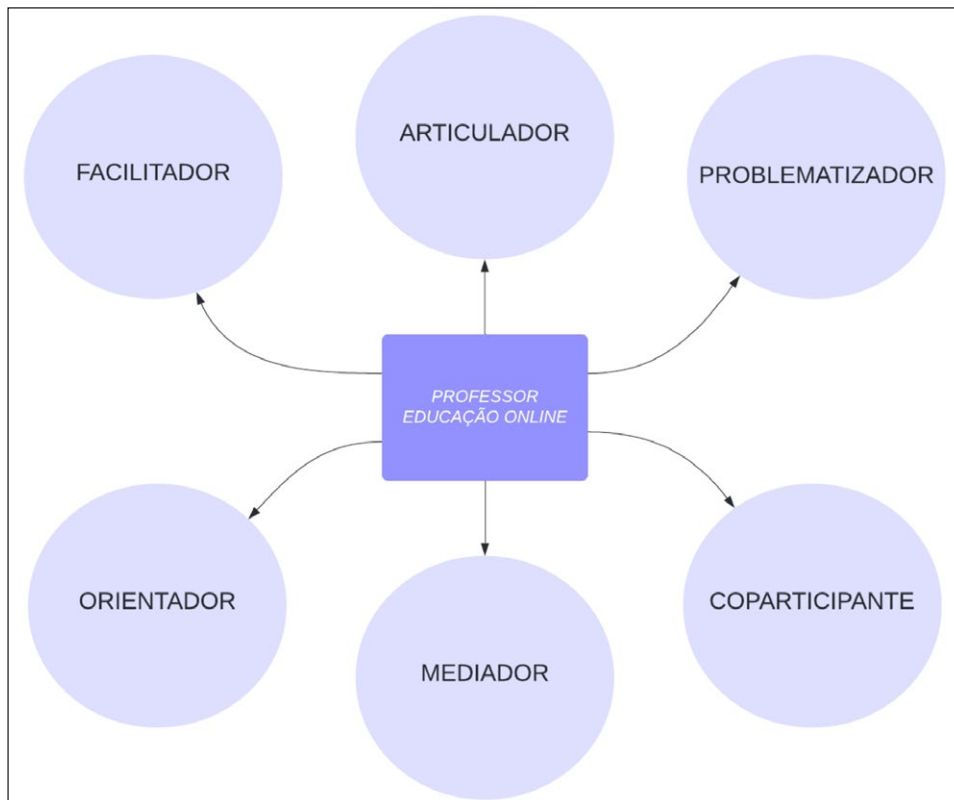 ARTICULADOR
FACILITADOR
PROBLEMATIZADOR
PROFESSOR
EDUCAÇÃO ONLINE
ORIENTADOR
COPARTICIPANTE
MEDIADOR